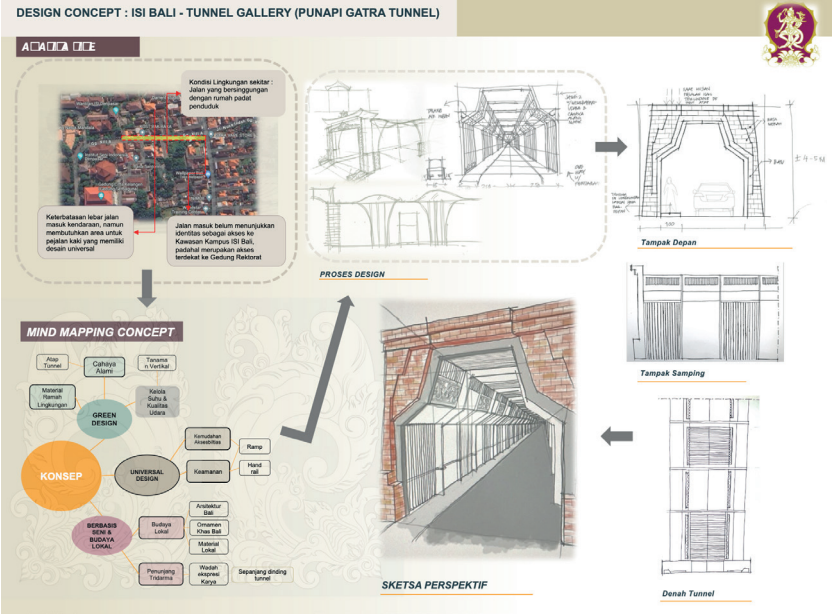 DESIGN CONCEPT : ISI BALI - TUNNEL GALLERY (PUNAPI GATRA TUNNEL)
Kondisi Lingkungan sekitar :
Jalan yang bersinggungan
dengan rumah padat
penduduk
Keterbatasan lebar jalan
masuk kendaraan, namun
membutuhkan area untuk
pejalan kaki yang memiliki
desain universal
Jalan masuk belum menunjukkan
identitas sebagai akses ke
Kawasan Kampus ISI Bali,
padahal merupakan akses
terdekat ke Gedung Rektorat
PROSES DESIGN
Tampak Depan
Tampak Samping
Denah Tunnel
SKETSA PERSPEKTIF
MIND MAPPING CONCEPT
Atap
Tunnel
Cahaya
Alami
Tanama
n Vertikal
Material
Ramah
Lingkungan
Kelola
Suhu &
Kualitas
Udara
GREEN
DESIGN
KONSEP
UNIVERSAL
DESIGN
Kemudahan
Aksesbilitas
Keamanan
Ramp
Hand
rail
BERBASIS
SENI &
BUDAYA
LOKAL
Budaya
Lokal
Arsitektur
Bali
Ornamen
Khas Bali
Material
Lokal
Penunjang
Tridarma
Wadah
ekspresi
Karya
Sepanjang dinding
tunnel